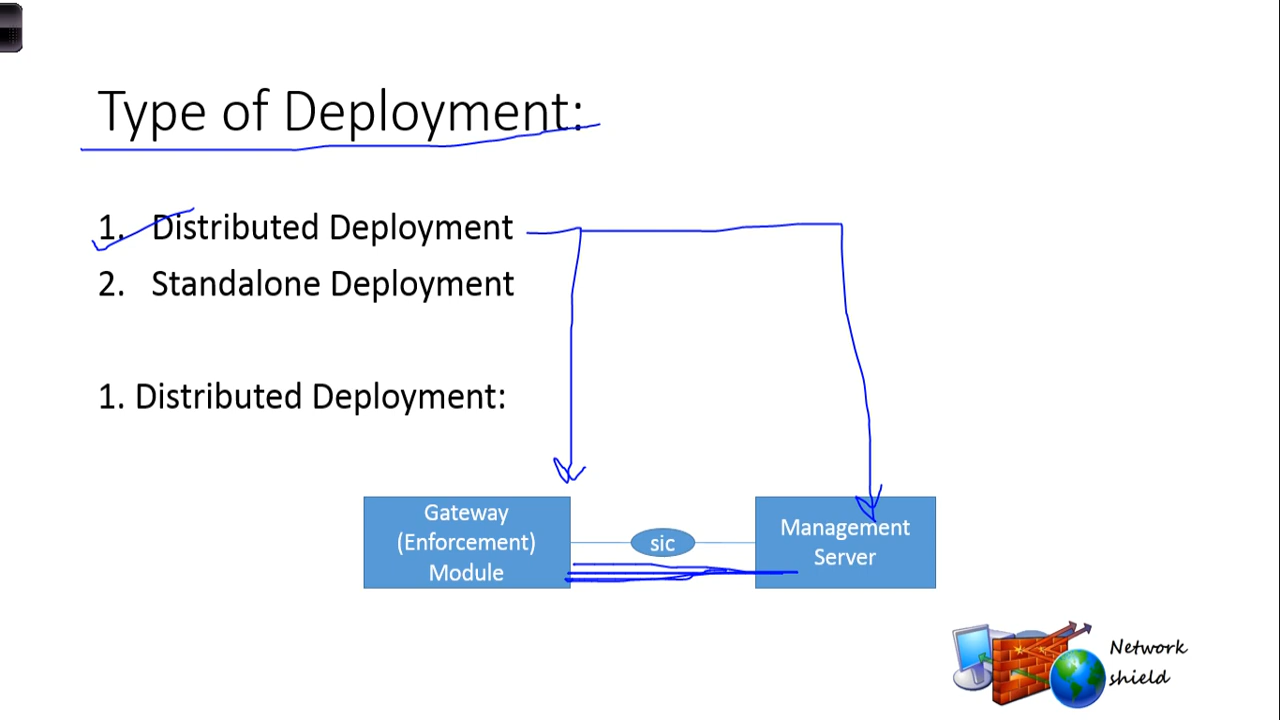 Type of Deployment:
1. Distributed Deployment
2. Standalone Deployment
1. Distributed Deployment:
Gateway
(Enforcement)
Module
sic
Management
Server
Network
shield